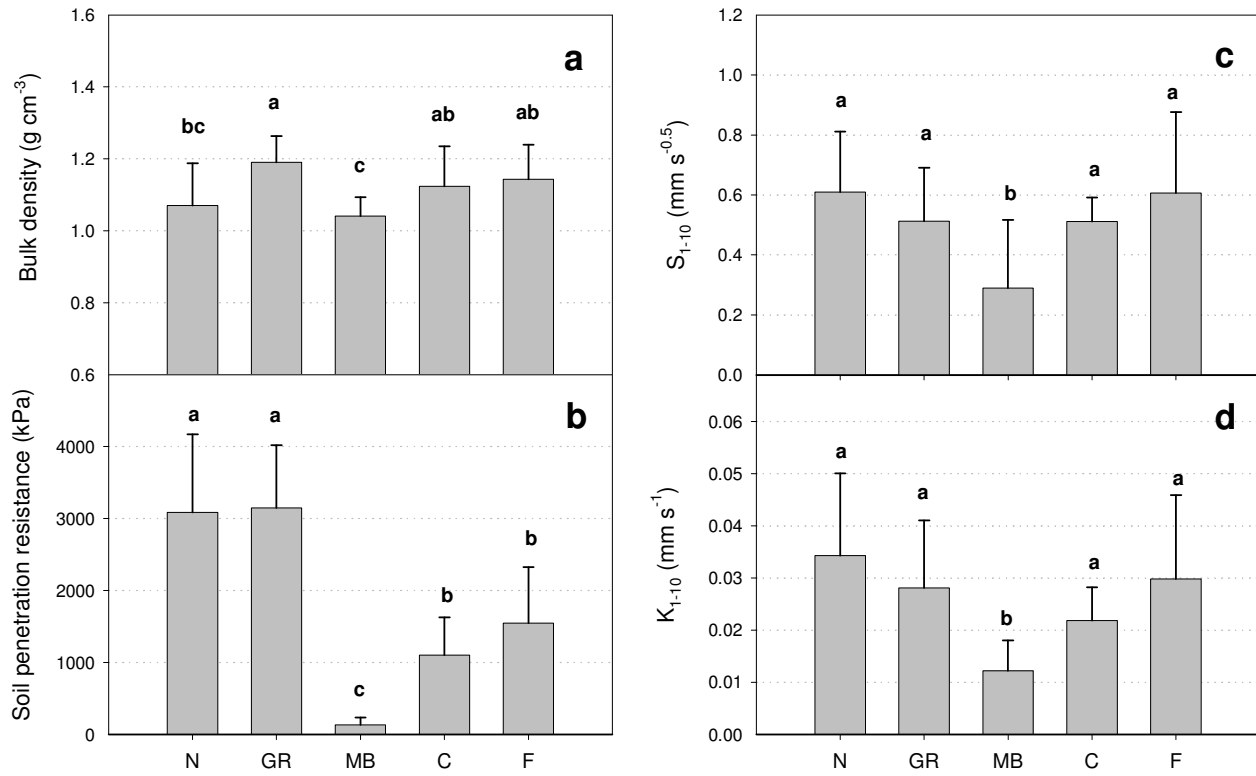 Bulk density (g cm⁻³)
1.6
1.4
1.2
1.0
0.8
0.6
a
bc
a
c
ab
ab
Soil penetration resistance (kPa)
4000
3000
2000
1000
0
b
a
a
c
b
b
N GR MB C F
S₁₋₁₀ (mm s⁻⁰·⁵)
1.2
1.0
0.8
0.6
0.4
0.2
0.0
c
a
a
b
a
a
K₁₋₁₀ (mm s⁻¹)
0.06
0.05
0.04
0.03
0.02
0.01
0.00
d
a
a
b
a
a
N GR MB C F